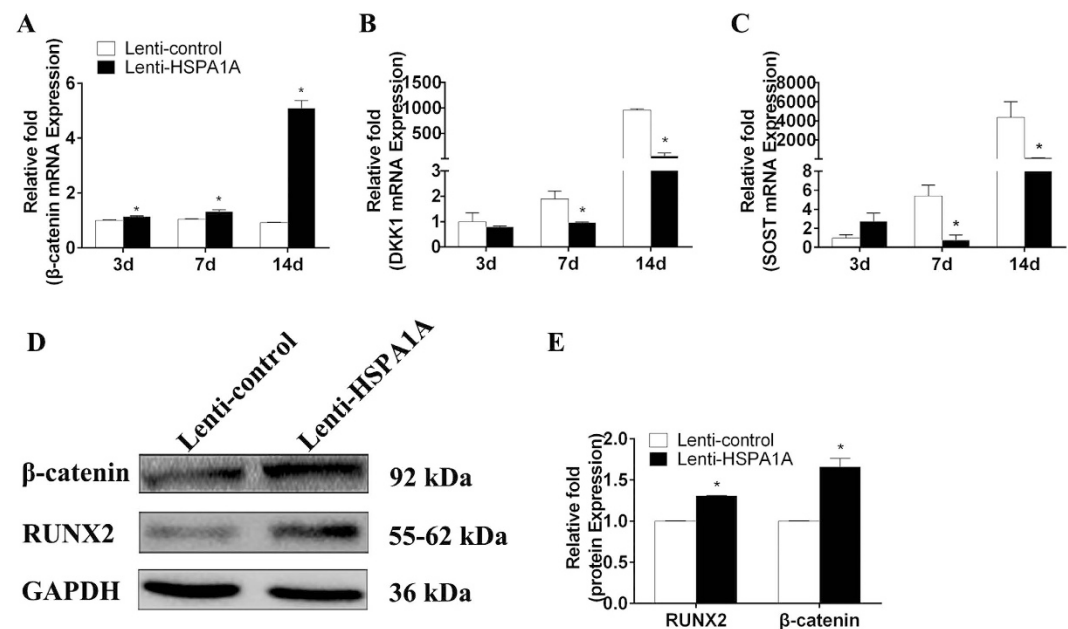 A
Lenti-control
Lenti-HSPA1A
Relative fold
(β-catenin mRNA Expression)
6
4
2
0
*
*
*
3d
7d
14d
B
Relative fold
(DKK1 mRNA Expression)
1500
1000
500
3
2
1
0
*
*
3d
7d
14d
C
Relative fold
(SOST mRNA Expression)
8000
6000
4000
2000
8
6
4
2
0
*
*
3d
7d
14d
D
Lenti-control
Lenti-HSPA1A
β-catenin
92 kDa
RUNX2
55-62 kDa
GAPDH
36 kDa
E
Relative fold
(protein Expression)
2.0
1.5
1.0
0.5
0.0
Lenti-control
Lenti-HSPA1A
*
*
RUNX2
β-catenin